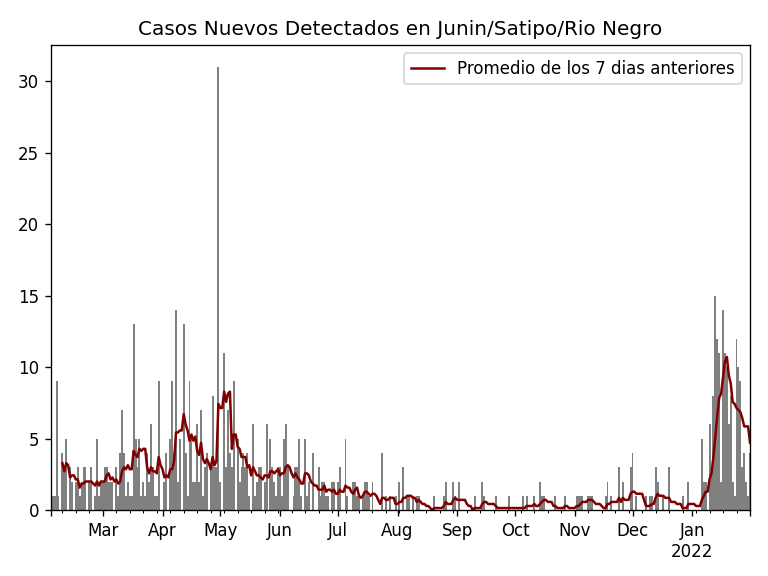 Casos Nuevos Detectados en Junin/Satipo/Rio Negro
Promedio de los 7 dias anteriores
30
25
20
15
10
5
0
Mar Apr May Jun Jul Aug Sep Oct Nov Dec Jan
2022